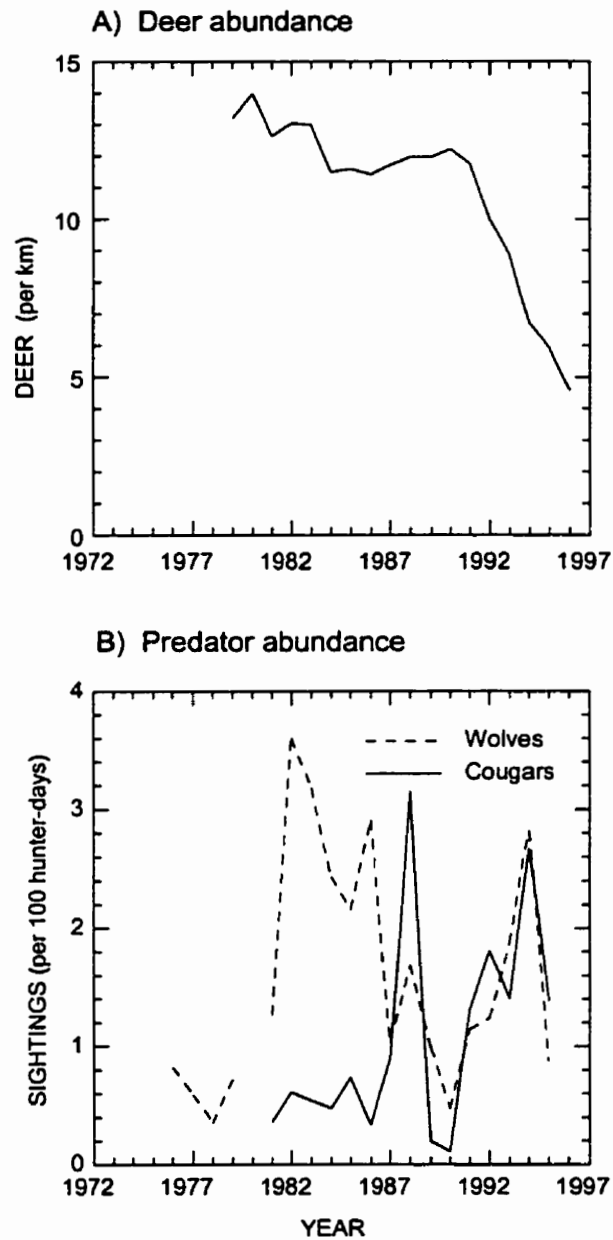 A) Deer abundance
15
10
5
0
DEER (per km)
1972 1977 1982 1987 1992 1997
B) Predator abundance
4
3
2
1
0
SIGHTINGS (per 100 hunter-days)
Wolves
Cougars
1972 1977 1982 1987 1992 1997
YEAR